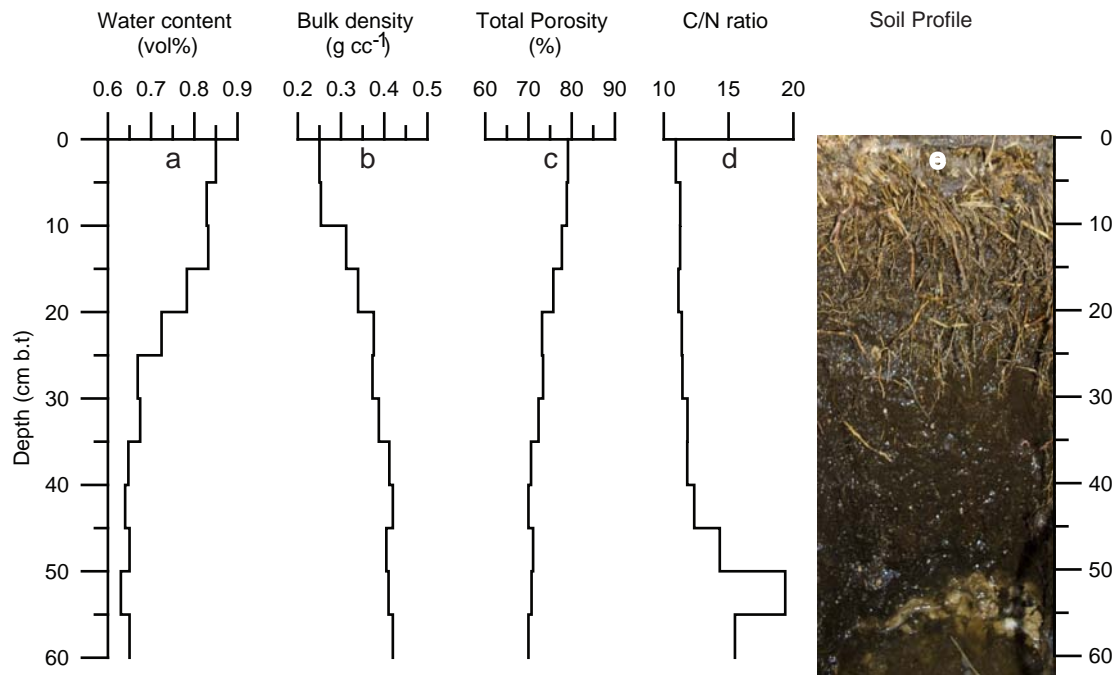 Water content Bulk density Total Porosity C/N ratio Soil Profile
(vol%) (g cc-1) (%)
0.6 0.7 0.8 0.9 0.2 0.3 0.4 0.5 60 70 80 90 10 15 20
0 a b c d e 0
10 10
20 20
30 30
40 40
50 50
60 60
Depth (cm b.t)